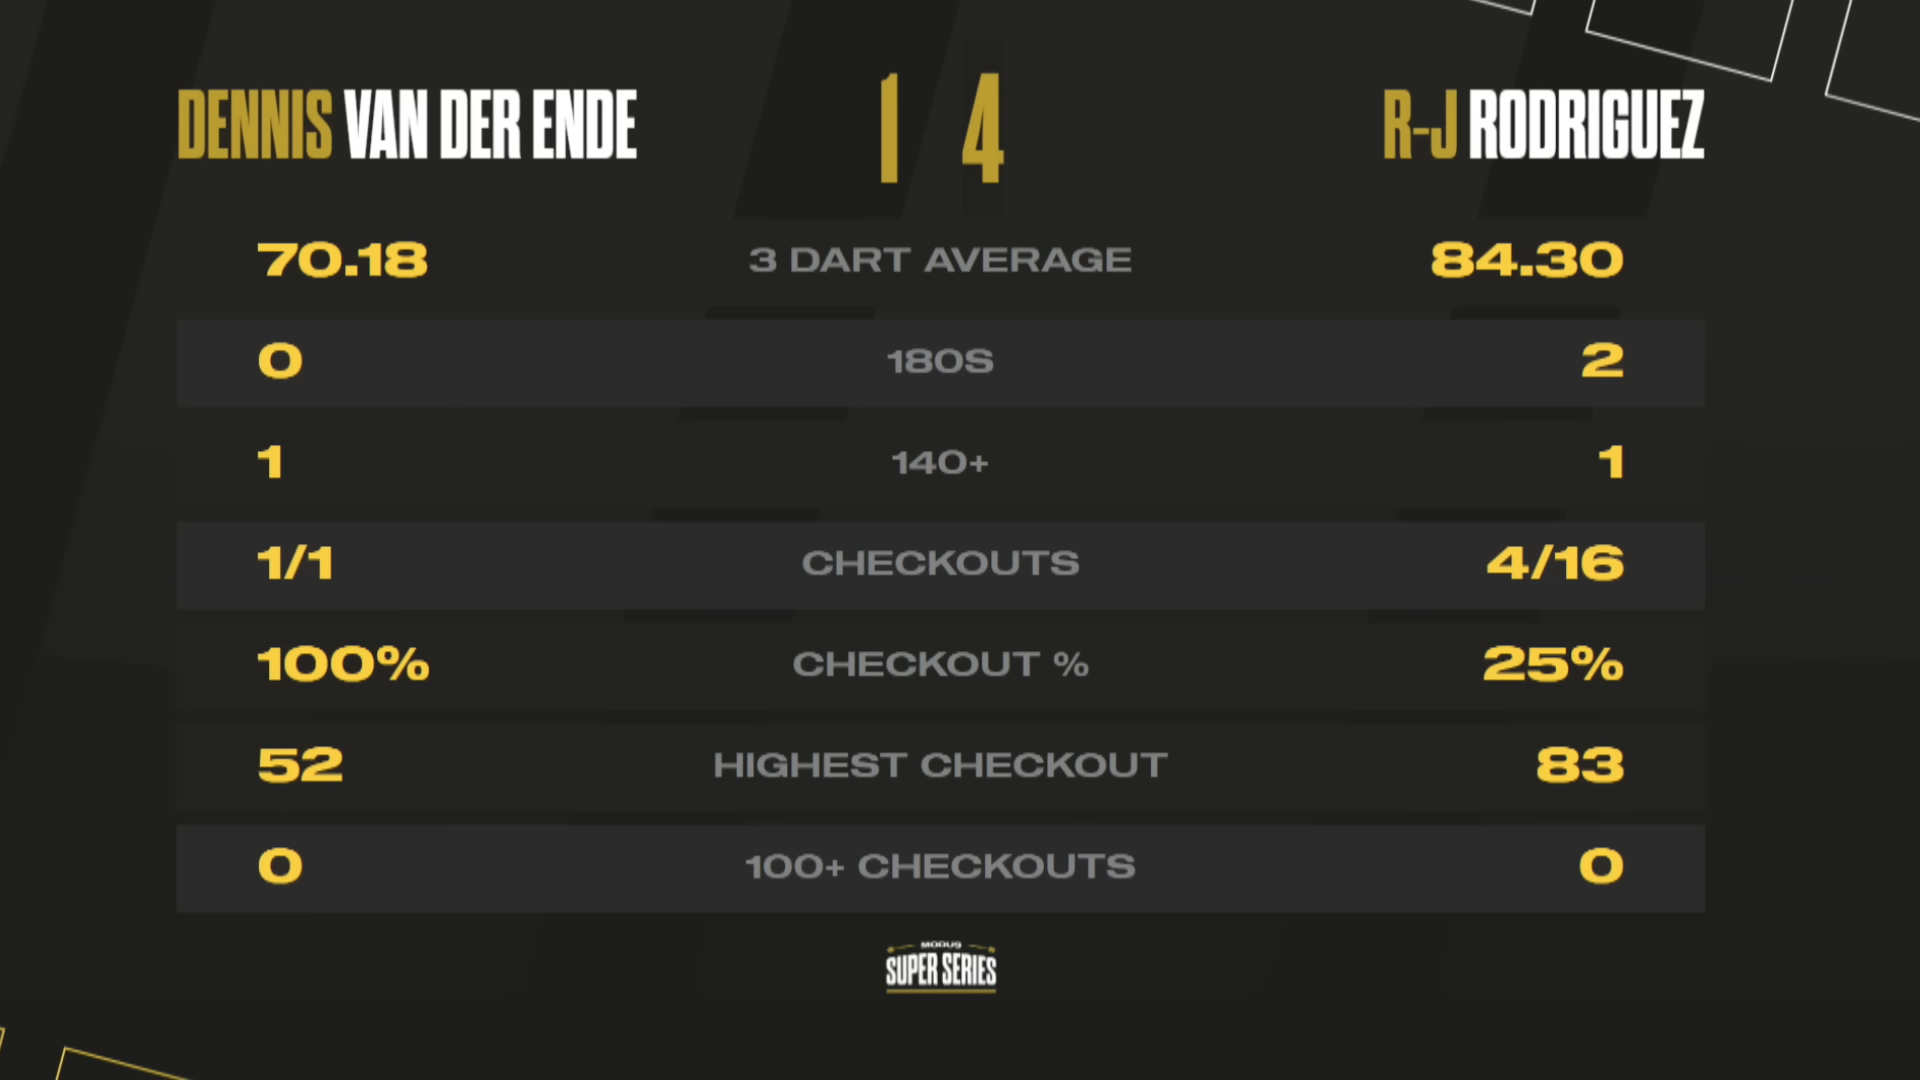 DENNIS VAN DER ENDE 1 4 R-J RODRIGUEZ
70.18 3 DART AVERAGE 84.30
0 180S 2
1 140+ 1
1/1 CHECKOUTS 4/16
100% CHECKOUT % 25%
52 HIGHEST CHECKOUT 83
0 100+ CHECKOUTS 0
MODUS
SUPER SERIES